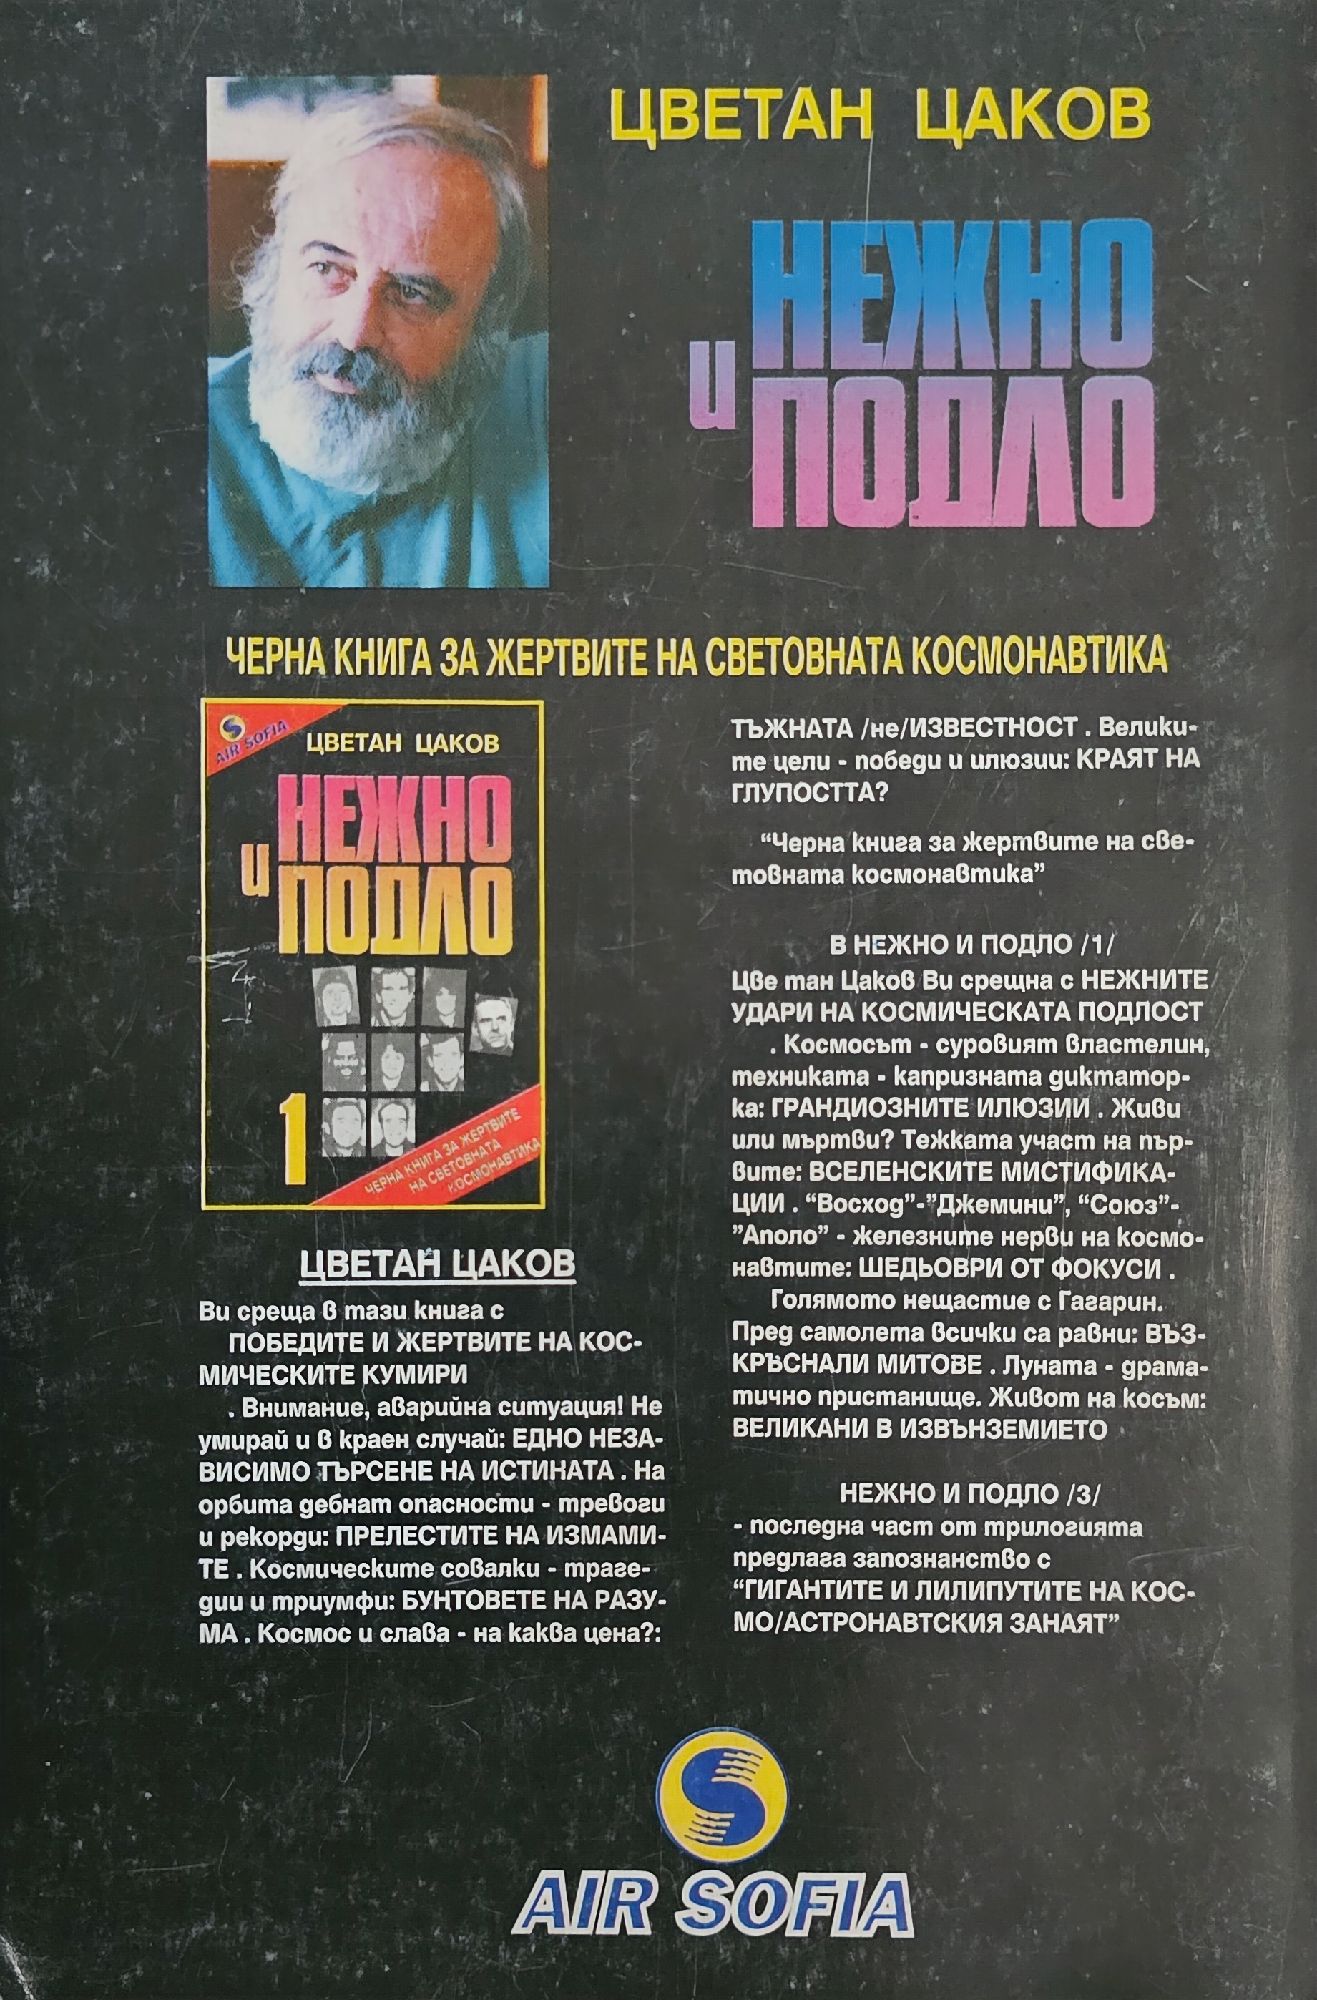 ЦВЕТАН ЦАКОВ
НЕЖНО
и ПОДЛО
ЧЕРНА КНИГА ЗА ЖЕРТВИТЕ НА СВЕТОВНАТА КОСМОНАВТИКА
AIR SOFIA
ЦВЕТАН ЦАКОВ
НЕЖНО
и ПОДЛО
1
ЧЕРНА КНИГА ЗА ЖЕРТВИТЕ
НА СВЕТОВНАТА
КОСМОНАВТИКА
ЦВЕТАН ЦАКОВ
Ви среща в тази книга с
ПОБЕДИТЕ И ЖЕРТВИТЕ НА КОС-
МИЧЕСКИТЕ КУМИРИ
. Внимание, аварийна ситуация! Не
умирай и в краен случай: ЕДНО НЕЗА-
ВИСИМО ТЪРСЕНЕ НА ИСТИНАТА . На
орбита дебнат опасности - тревоги
и рекорди: ПРЕЛЕСТИТЕ НА ИЗМАМИ-
ТЕ . Космическите совалки - траге-
дии и триумфи: БУНТОВЕТЕ НА РАЗУ-
МА . Космос и слава - на каква цена?:
ТЪЖНАТА /не/ИЗВЕСТНОСТ . Велики-
те цели - победи и илюзии: КРАЯТ НА
ГЛУПОСТТА?
“Черна книга за жертвите на све-
товната космонавтика”
В НЕЖНО И ПОДЛО /1/
Цве тан Цаков Ви срещна с НЕЖНИТЕ
УДАРИ НА КОСМИЧЕСКАТА ПОДЛОСТ
. Космосът - суровият властелин,
техниката - капризната диктатор-
ка: ГРАНДИОЗНИТЕ ИЛЮЗИИ . Живи
или мъртви? Тежката участ на пър-
вите: ВСЕЛЕНСКИТЕ МИСТИФИКА-
ЦИИ . “Восход”-”Джемини”, “Союз”-
”Аполо” - железните нерви на космо-
навтите: ШЕДЬОВРИ ОТ ФОКУСИ .
Голямото нещастие с Гагарин.
Пред самолета всички са равни: ВЪЗ-
КРЪСНАЛИ МИТОВЕ . Луната - драма-
тично пристанище. Живот на косъм:
ВЕЛИКАНИ В ИЗВЪНЗЕМИЕТО
НЕЖНО И ПОДЛО /3/
- последна част от трилогията
предлага запознанство с
“ГИГАНТИТЕ И ЛИЛИПУТИТЕ НА КОС-
МО/АСТРОНАВТСКИЯ ЗАНАЯТ”
AIR SOFIA